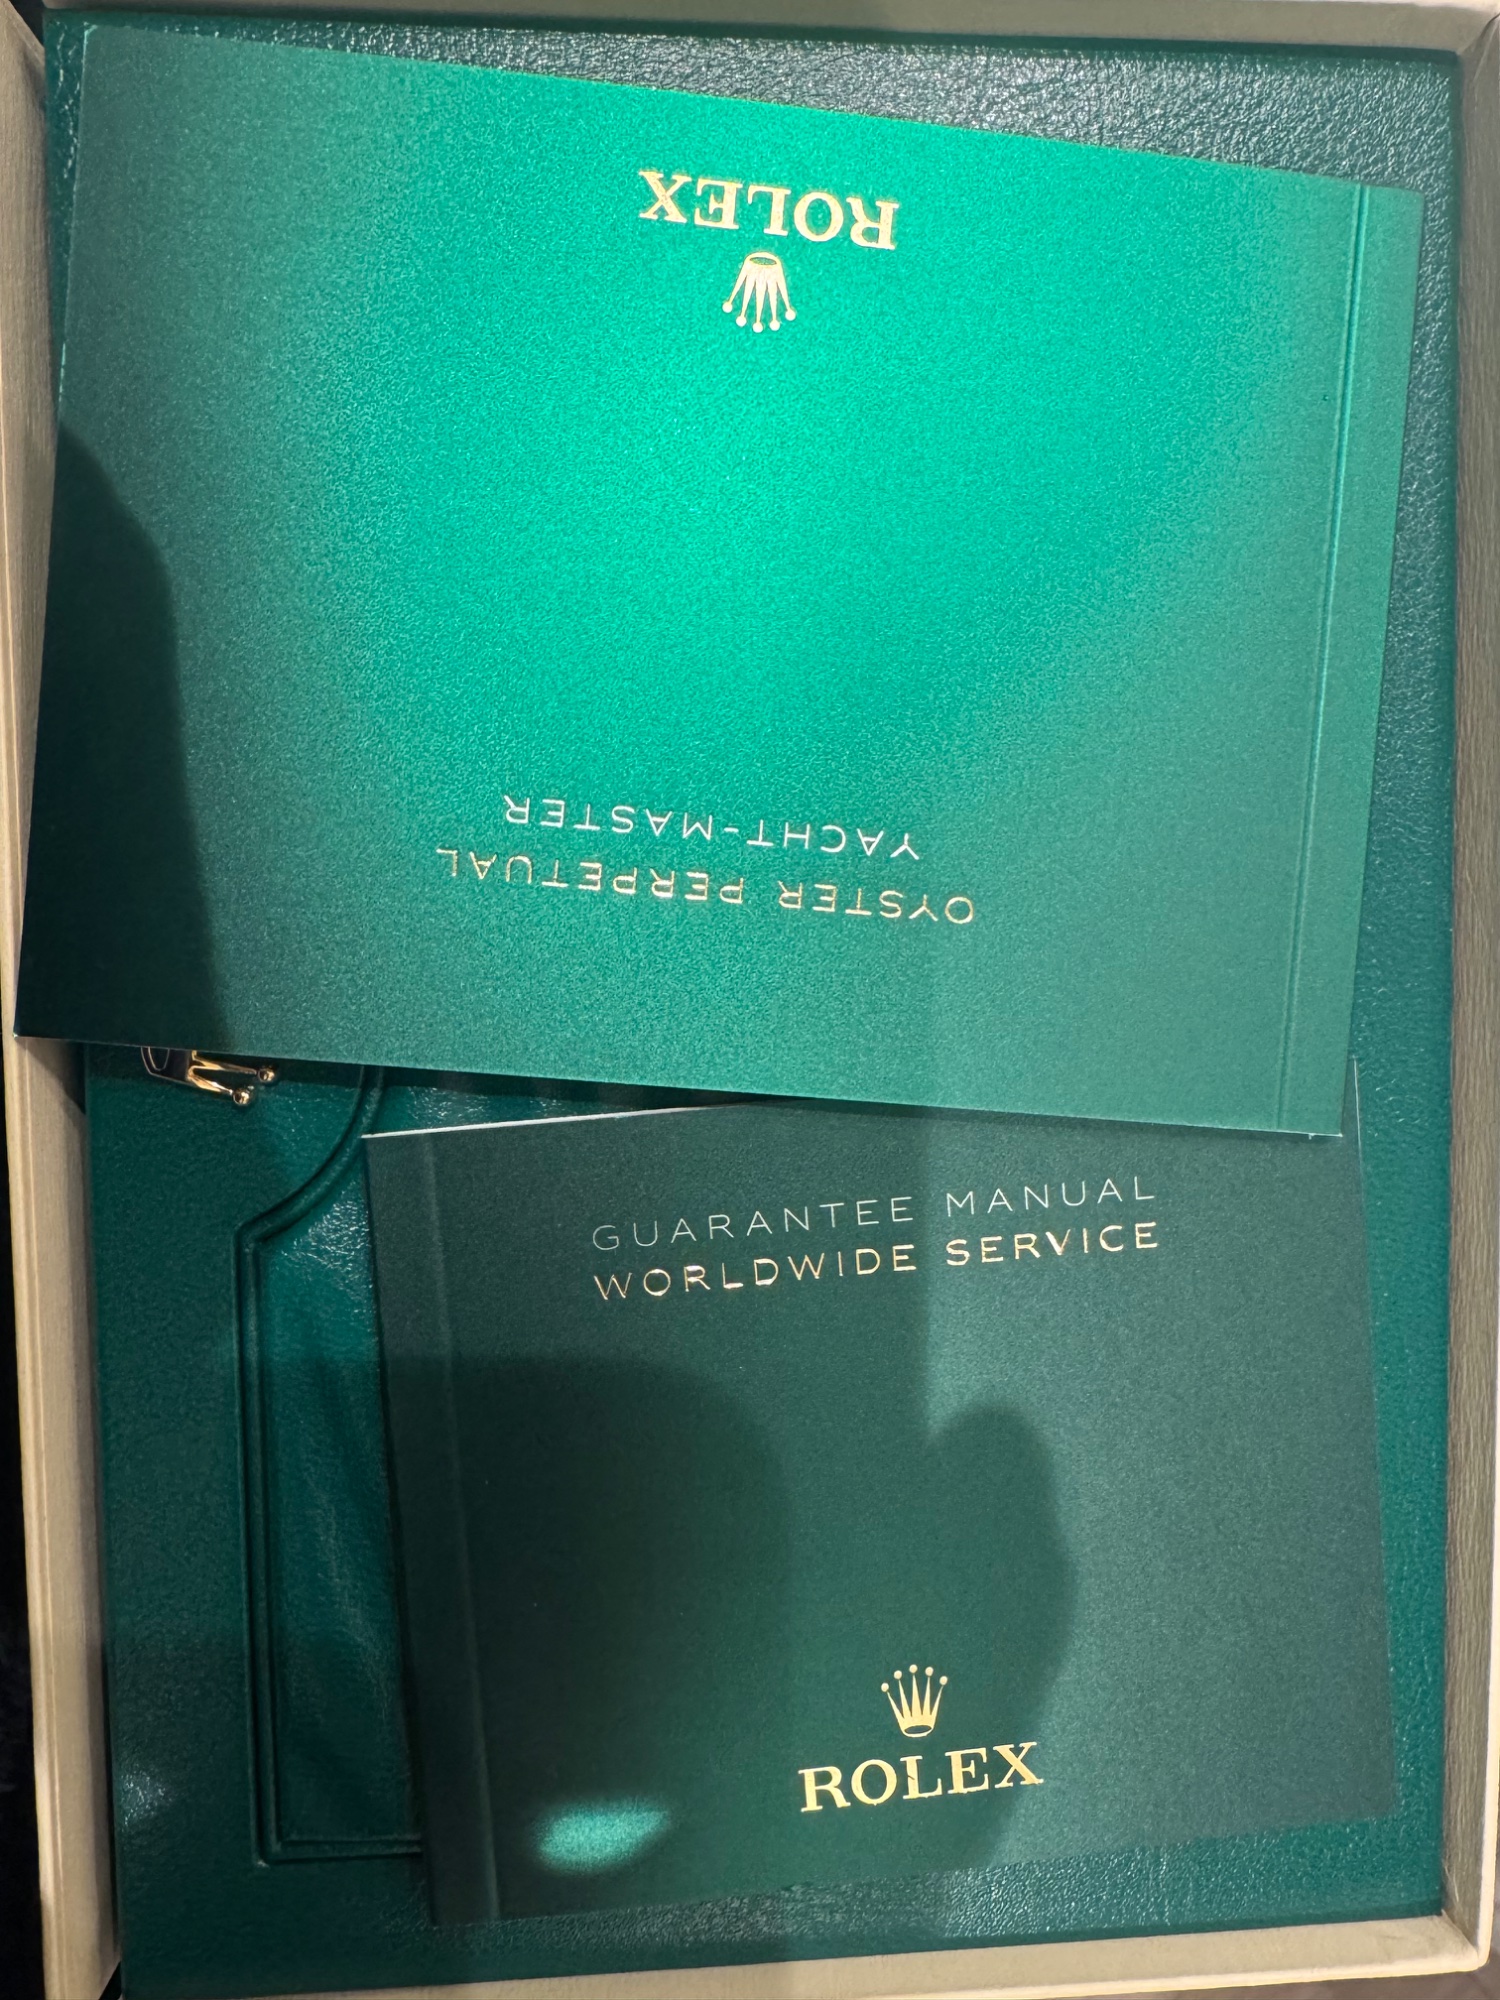 ROLEX
OYSTER PERPETUAL
YACHT-MASTER
GUARANTEE MANUAL
WORLDWIDE SERVICE
ROLEX